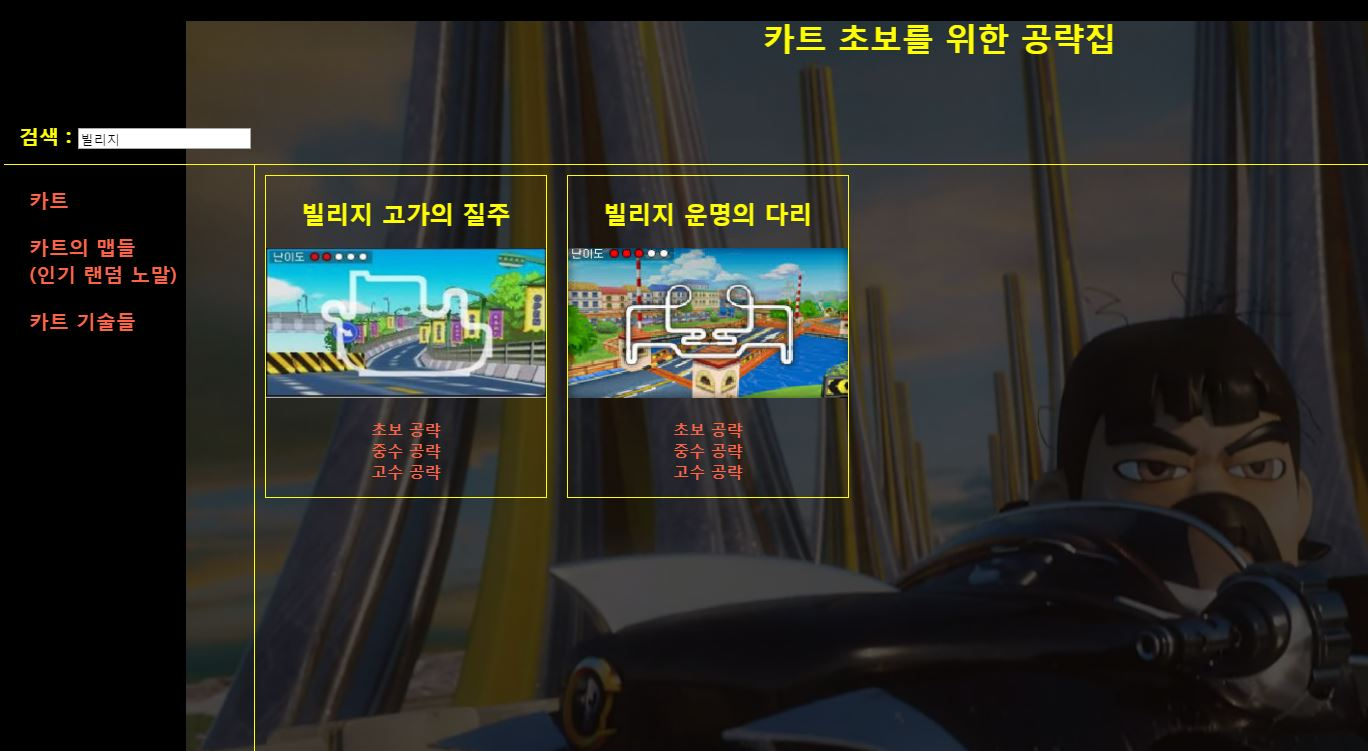 카트 초보를 위한 공략집
검색 : 빌리지
카트
카트의 맵들
(인기 랜덤 노말)
카트 기술들
빌리지 고가의 질주
난이도
초보 공략
중수 공략
고수 공략
빌리지 운명의 다리
난이도
초보 공략
중수 공략
고수 공략